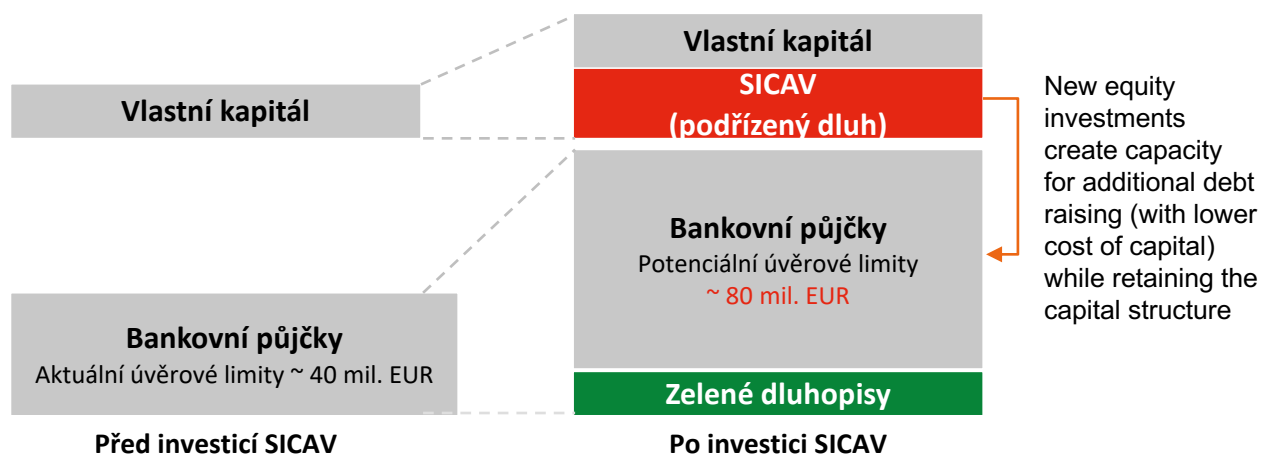 Vlastní kapitál
Bankovní půjčky
Aktuální úvěrové limity ~ 40 mil. EUR
Před investicí SICAV
Vlastní kapitál
SICAV
(podřízený dluh)
Bankovní půjčky
Potenciální úvěrové limity
~ 80 mil. EUR
Zelené dluhopisy
Po investici SICAV
New equity
investments
create capacity
for additional debt
raising (with lower
cost of capital)
while retaining the
capital structure